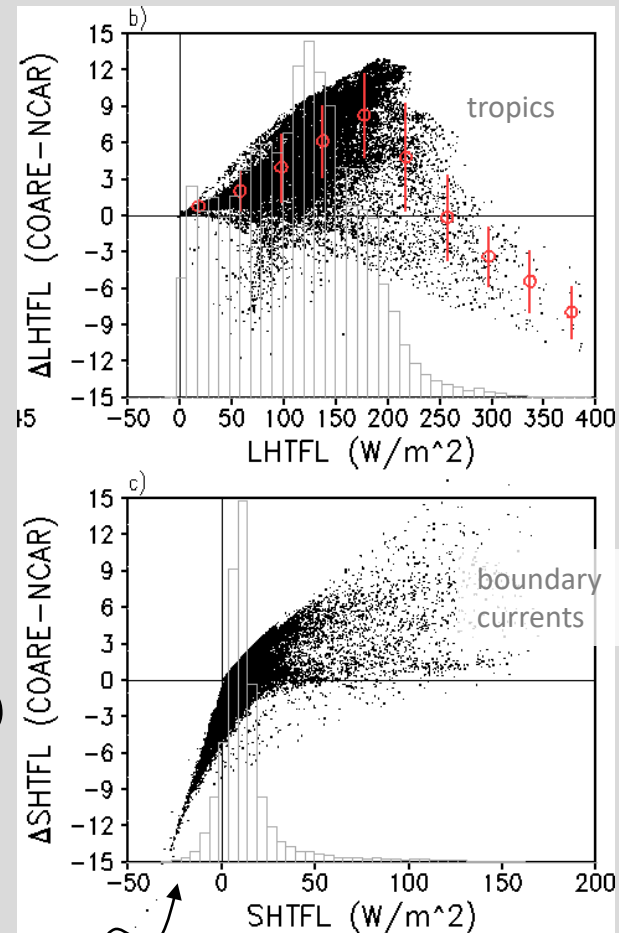 b)
15
12
9
6
3
0
-3
-6
-9
-12
-15
ΔLHTFL (COARE-NCAR)
tropics
45
-50 0 50 100 150 200 250 300 350 400
LHTFL (W/m^2)
c)
15
12
9
6
3
0
-3
-6
-9
-12
-15
ΔSHTFL (COARE-NCAR)
boundary
currents
)
-50 0 50 100 150 200
SHTFL (W/m^2)